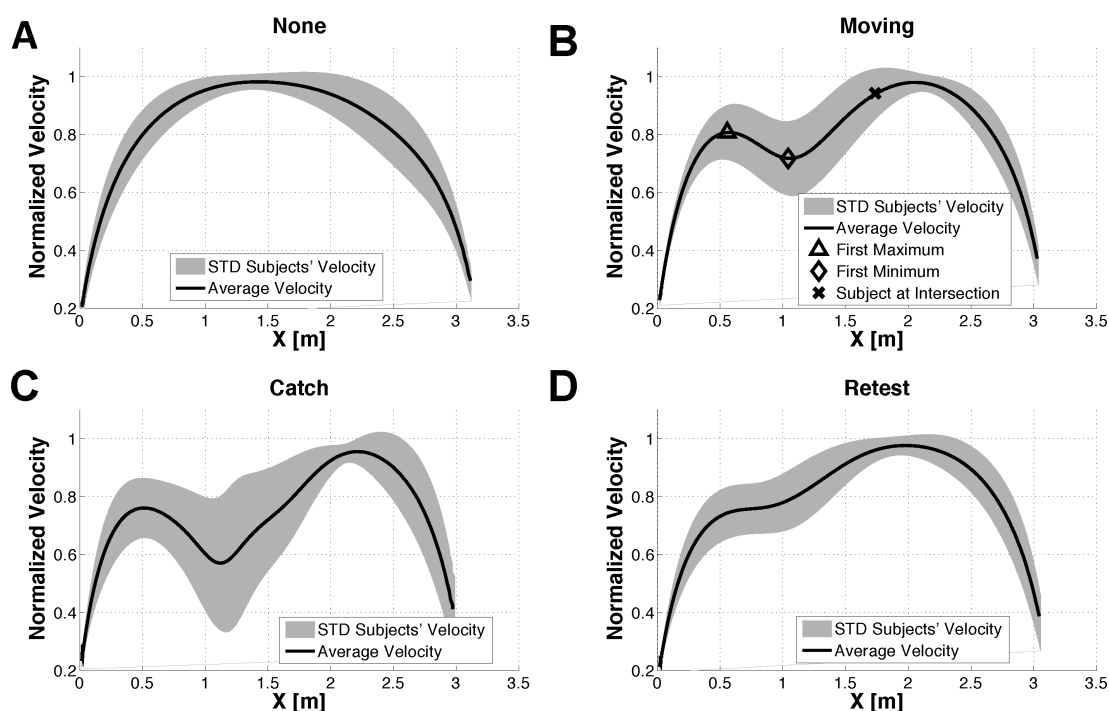 A
None
Normalized Velocity
1
0.8
0.6
0.4
0.2
STD Subjects' Velocity
Average Velocity
0 0.5 1 1.5 2 2.5 3 3.5
X [m]
B
Moving
Normalized Velocity
1
0.8
0.6
0.4
0.2
STD Subjects' Velocity
Average Velocity
First Maximum
First Minimum
Subject at Intersection
0 0.5 1 1.5 2 2.5 3 3.5
X [m]
C
Catch
Normalized Velocity
1
0.8
0.6
0.4
0.2
STD Subjects' Velocity
Average Velocity
0 0.5 1 1.5 2 2.5 3 3.5
X [m]
D
Retest
Normalized Velocity
1
0.8
0.6
0.4
0.2
STD Subjects' Velocity
Average Velocity
0 0.5 1 1.5 2 2.5 3 3.5
X [m]